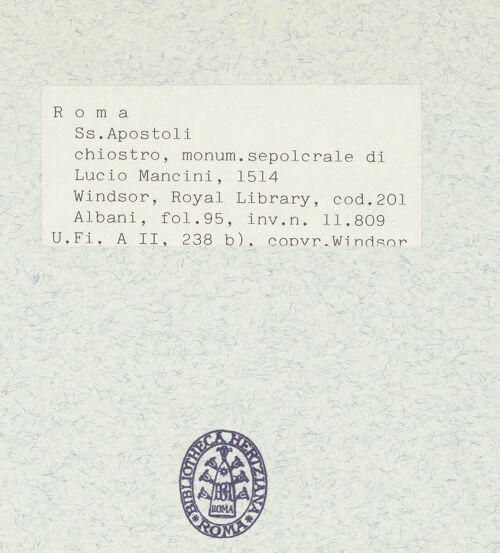 R o m a
Ss.Apostoli
chiostro, monum.sepolcrale di
Lucio Mancini, 1514
Windsor, Royal Library, cod.201
Albani, fol.95, inv.n. 11.809
U.Fi, A II, 238 b), copyr.Windsor
BIBLIOTHECA HERTZIANA
ROMA
ROMA